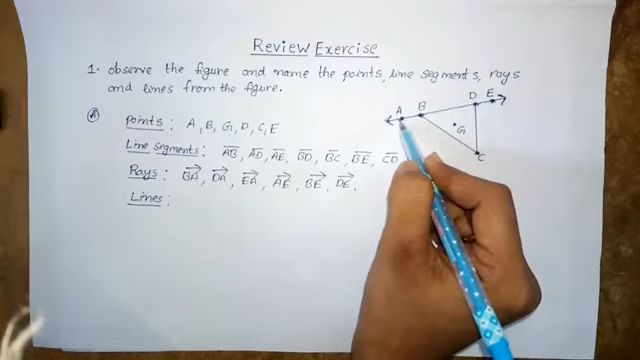 Review Exercise
1. observe the figure and name the points, line segments, rays
and lines from the figure.
A
points : A, B, G, D, C, E
Line segments : AB, AD, AE, BD, BC, BE, CD
Rays : BA, DA, EA, AE, BE, DE.
Lines :
A B D E
G
C